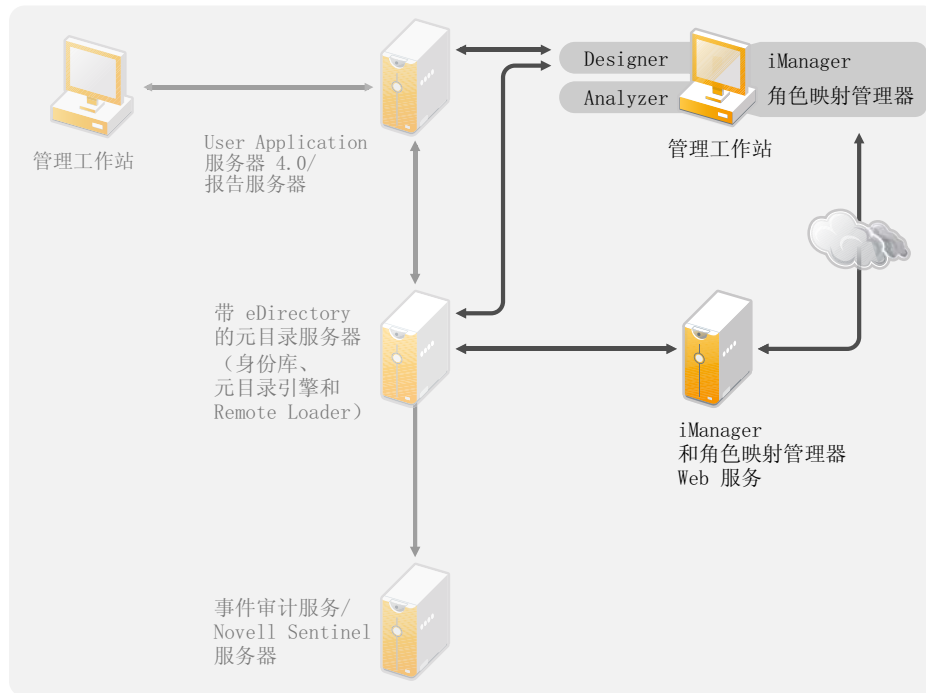 Designer
Analyzer
iManager
角色映射管理器
管理工作站
管理工作站
User Application
服务器 4.0/
报告服务器
带 eDirectory
的元目录服务器
（身份库、
元目录引擎和
Remote Loader）
iManager
和角色映射管理器
Web 服务
事件审计服务/
Novell Sentinel
服务器